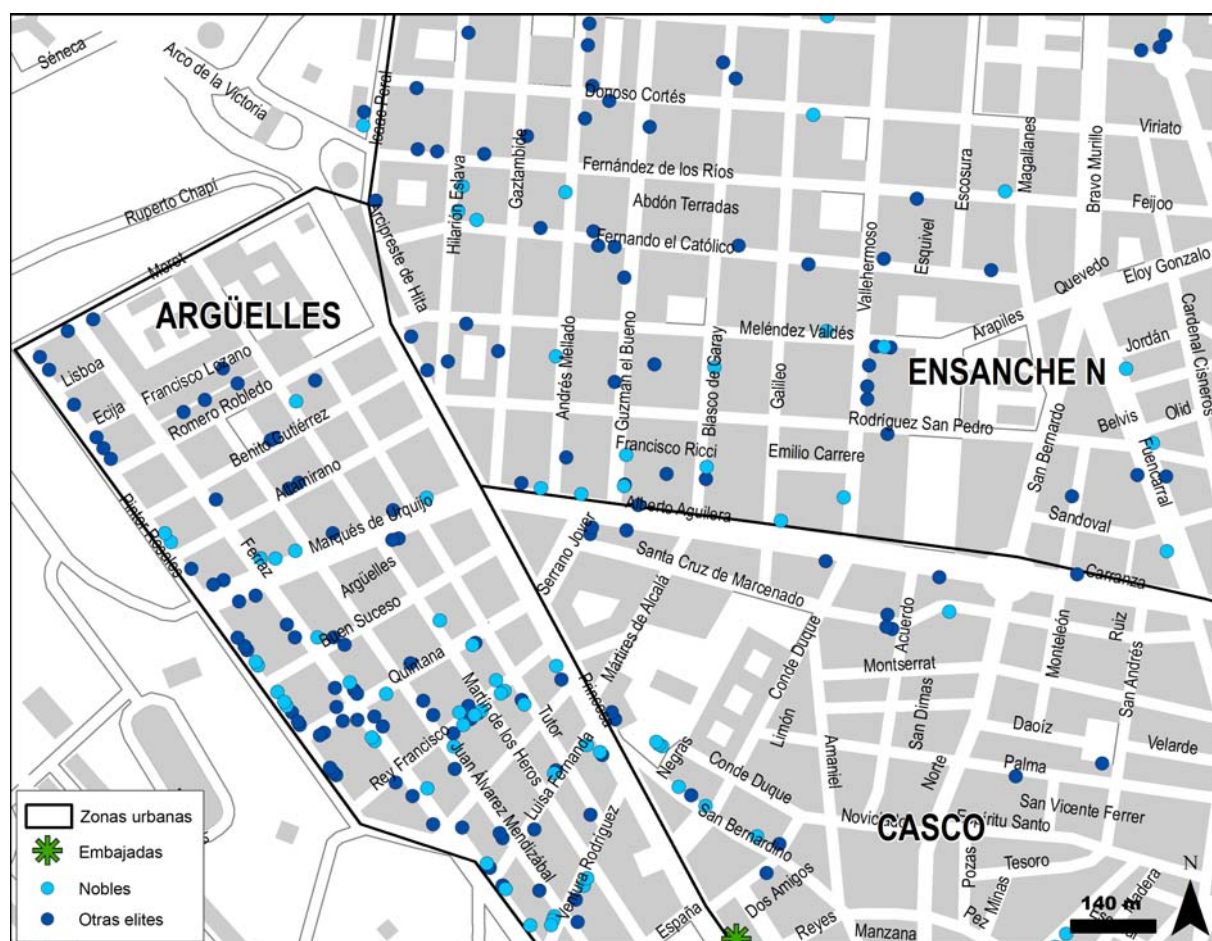 Séneca
Arco de la Victoria
Isaac Peral
Donoso Cortés
Viriato
Gaztambide
Hilarión Eslava
Fernández de los Ríos
Escosura
Magallanes
Bravo Murillo
Feijoo
Ruperto Chapí
Abdón Terradas
Arcipreste de Hita
Fernando el Católico
Vallehermoso
Esquivel
Quevedo
Eloy Gonzalo
Moret
ARGÜELLES
Meléndez Valdés
Arapiles
Jordán
Cardenal Cisneros
Lisboa
Francisco Lozano
Andrés Mellado
Guzmán el Bueno
Blasco de Garay
Galileo
ENSANCHE N
Ecija
Romero Robledo
Rodríguez San Pedro
Belvis
Olid
Benito Gutiérrez
Francisco Ricci
Emilio Carrere
San Bernardo
Fuencarral
Altamirano
Pintor Rosales
Ferraz
Marqués de Urquijo
Alberto Aguilera
Sandoval
Serrano Jover
Argüelles
Santa Cruz de Marcenado
Carranza
Buen Suceso
Mártires de Alcalá
Conde Duque
Acuerdo
Monteleón
Ruiz
San Andrés
Quintana
Montserrat
Martín de los Heros
Princesa
Limón
San Dimas
Daoíz
Tutor
Velarde
Rey Francisco
Juan Álvarez Mendizábal
Luisa Fernanda
Negras
Conde Duque
Amaniel
Norte
Palma
San Vicente Ferrer
San Bernardino
Noviciado
CASCO
Espíritu Santo
Ventura Rodríguez
Pozas
Tesoro
Minas
Madera
Dos Amigos
España
Reyes
Manzana
Pez
Zonas urbanas
Embajadas
Nobles
Otras elites
N
140 m